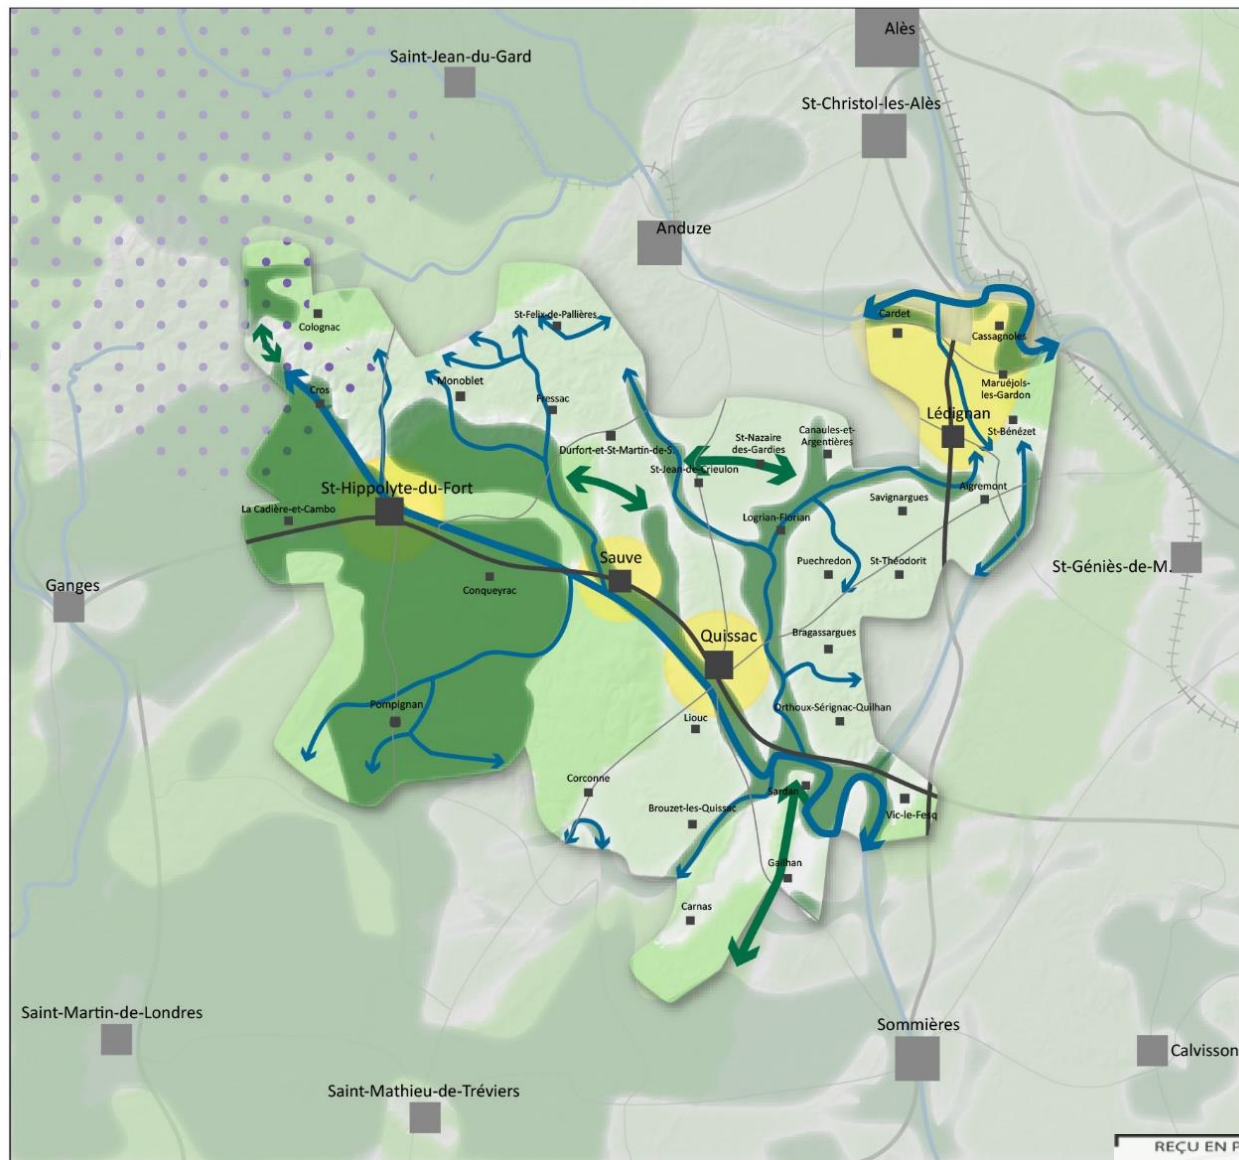 Alès
Saint-Jean-du-Gard
St-Christol-les-Alès
Anduze
St-Felix-de-Pallières
Colognac
Cardet
Cassagnoles
Monoblet
Maruéjols-
les-Gardon
Cros
Fressac
Lédignan
St-Bénézet
Durfort-et-St-Martin-de-S.
St-Nazaire
des-Gardies
Canaules-et-
Argentières
St-Jean-de-Crieulon
St-Hippolyte-du-Fort
Aigremont
Savignargues
La Cadière-et-Cambo
Logrian-Florian
Sauve
Puechredon
St-Théodorit
St-Géniès-de-M.
Ganges
Conqueyrac
Quissac
Bragassargues
Pompignan
Liouc
Orthoux-Sérignac-Quilhan
Corconne
Sardan
Brouzet-les-Quissac
Vic-le-Fesq
Gailhan
Carnas
Saint-Martin-de-Londres
Sommières
Calvisson
Saint-Mathieu-de-Tréviers
REÇU EN P